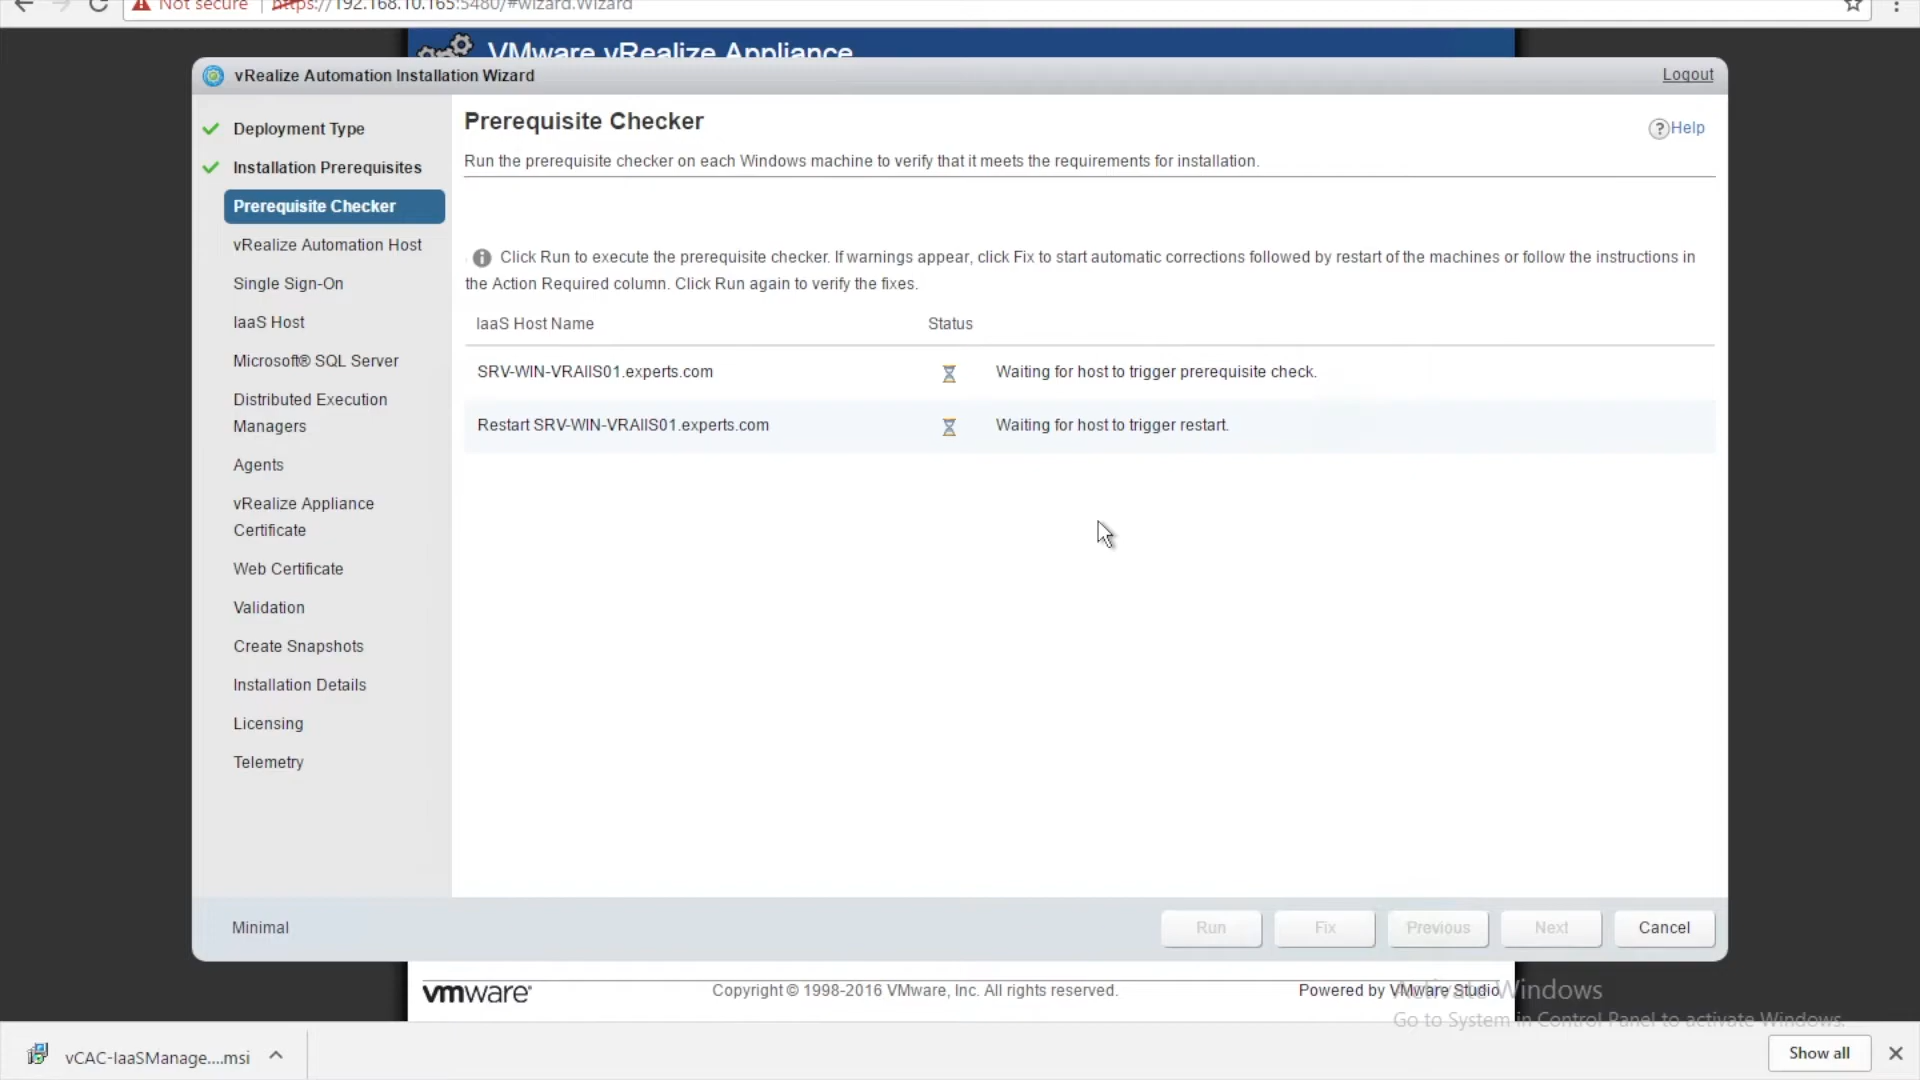 Not secure https://192.168.10.165:5480/#wizard.Wizard
VMware vRealize Appliance
vRealize Automation Installation Wizard
Logout
Deployment Type
Installation Prerequisites
Prerequisite Checker
vRealize Automation Host
Single Sign-On
IaaS Host
Microsoft® SQL Server
Distributed Execution
Managers
Agents
vRealize Appliance
Certificate
Web Certificate
Validation
Create Snapshots
Installation Details
Licensing
Telemetry
Prerequisite Checker
?Help
Run the prerequisite checker on each Windows machine to verify that it meets the requirements for installation.
Click Run to execute the prerequisite checker. If warnings appear, click Fix to start automatic corrections followed by restart of the machines or follow the instructions in
the Action Required column. Click Run again to verify the fixes.
IaaS Host Name Status
SRV-WIN-VRAIIS01.experts.com Waiting for host to trigger prerequisite check.
Restart SRV-WIN-VRAIIS01.experts.com Waiting for host to trigger restart.
Minimal
Run Fix Previous Next Cancel
vmware Copyright © 1998-2016 VMware, Inc. All rights reserved. Powered by VMware Studio
Activate Windows
Go to System in Control Panel to activate Windows.
vCAC-IaaSManage....msi
Show all